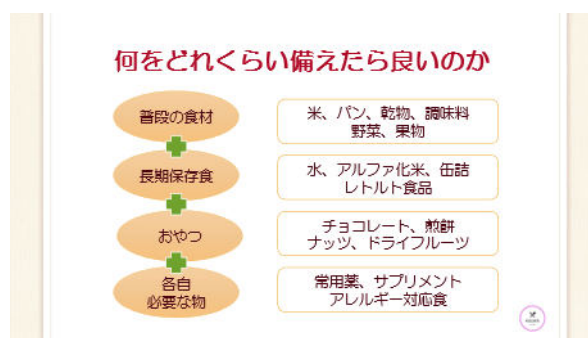 何をどれくらい備えたら良いのか
普段の食材
米、パン、乾物、調味料
野菜、果物
長期保存食
水、アルファ化米、缶詰
レトルト食品
おやつ
チョコレート、煎餅
ナッツ、ドライフルーツ
各自
必要な物
常用薬、サプリメント
アレルギー対応食